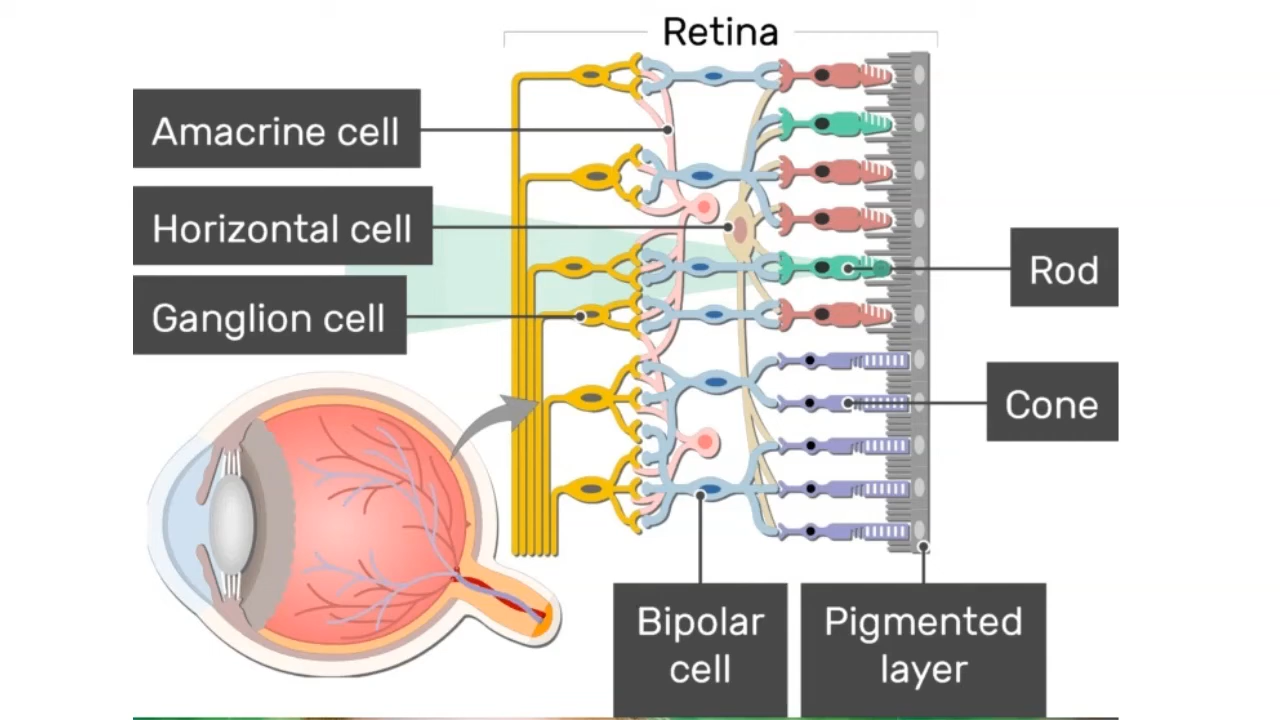 Retina
Amacrine cell
Horizontal cell
Ganglion cell
Rod
Cone
Bipolar
cell
Pigmented
layer